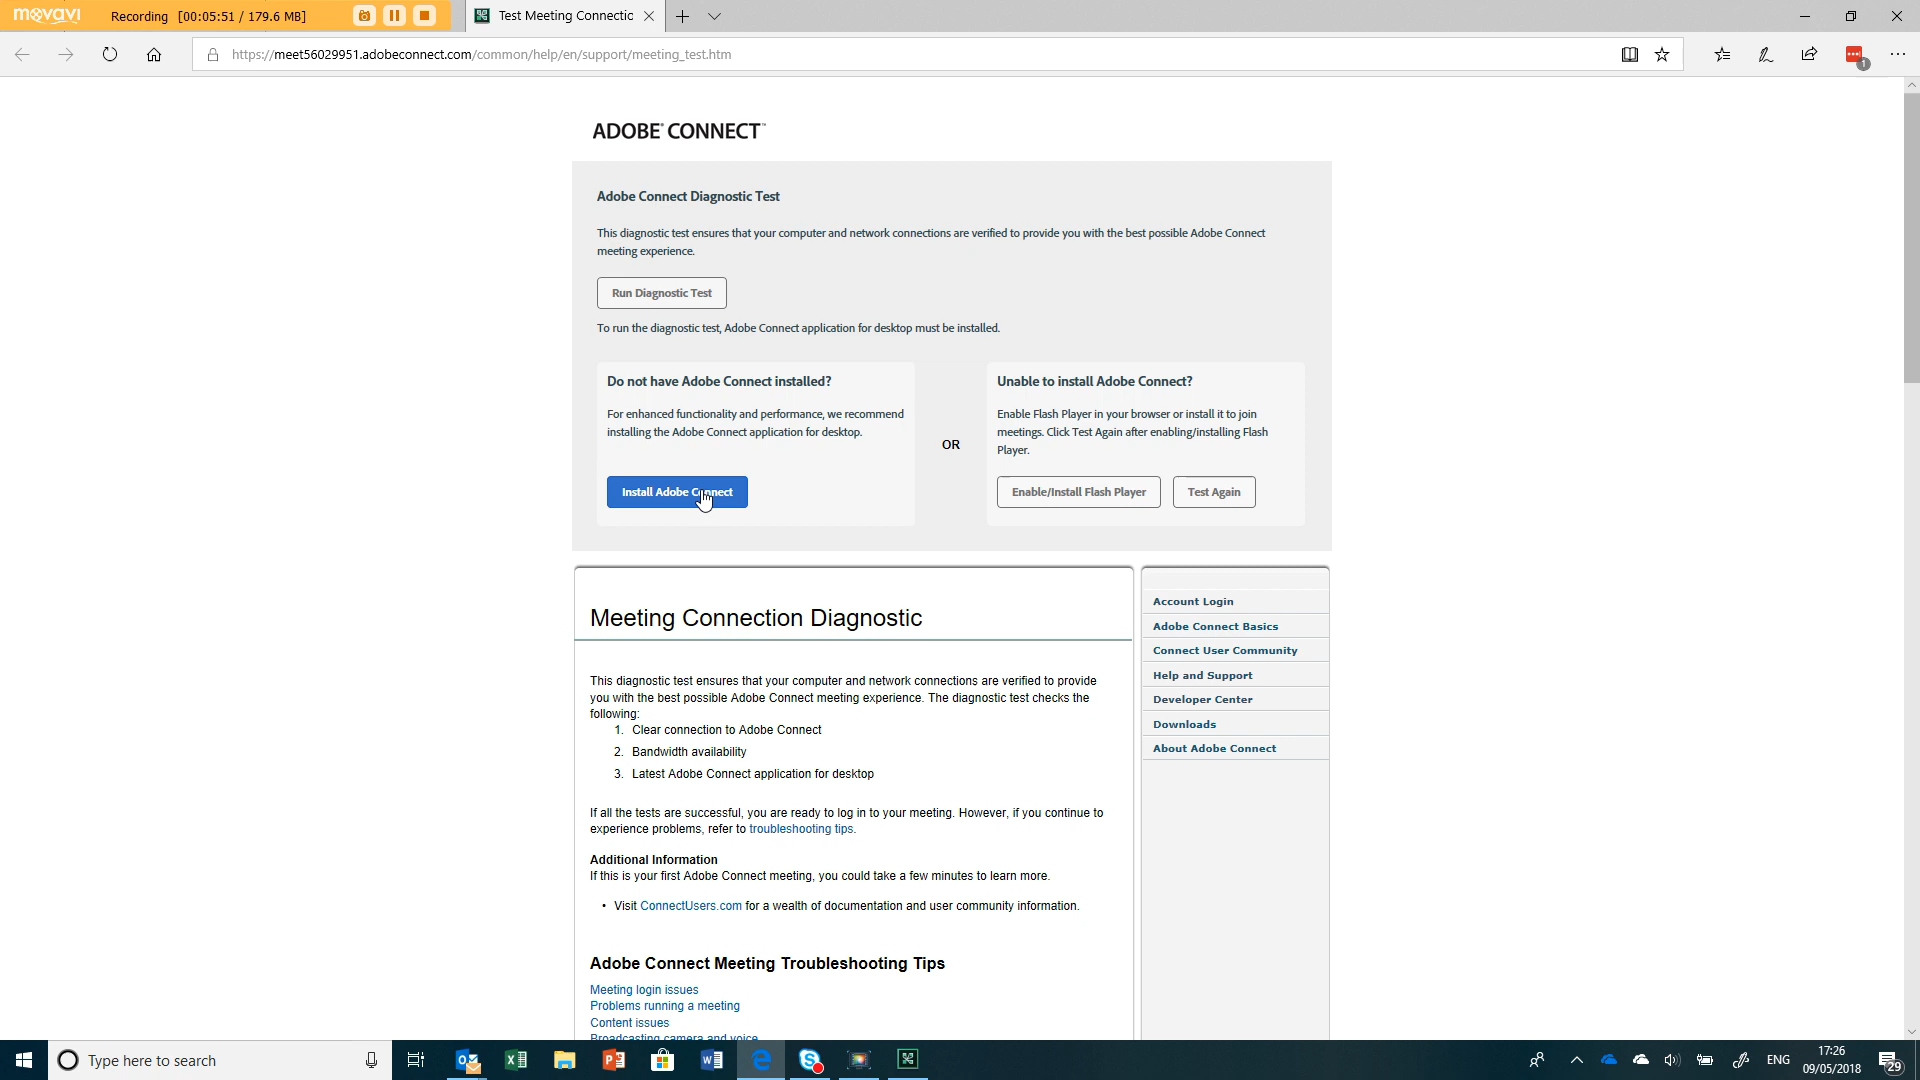 movavi
Recording [00:05:51 / 179.6 MB]
Test Meeting Connectio
https://meet56029951.adobeconnect.com/common/help/en/support/meeting_test.htm
1
ADOBE® CONNECT™
Adobe Connect Diagnostic Test
This diagnostic test ensures that your computer and network connections are verified to provide you with the best possible Adobe Connect
meeting experience.
Run Diagnostic Test
To run the diagnostic test, Adobe Connect application for desktop must be installed.
Do not have Adobe Connect installed?
For enhanced functionality and performance, we recommend
installing the Adobe Connect application for desktop.
Install Adobe Connect
OR
Unable to install Adobe Connect?
Enable Flash Player in your browser or install it to join
meetings. Click Test Again after enabling/installing Flash
Player.
Enable/Install Flash Player
Test Again
Meeting Connection Diagnostic
This diagnostic test ensures that your computer and network connections are verified to provide
you with the best possible Adobe Connect meeting experience. The diagnostic test checks the
following:
1. Clear connection to Adobe Connect
2. Bandwidth availability
3. Latest Adobe Connect application for desktop
If all the tests are successful, you are ready to log in to your meeting. However, if you continue to
experience problems, refer to troubleshooting tips.
Additional Information
If this is your first Adobe Connect meeting, you could take a few minutes to learn more.
• Visit ConnectUsers.com for a wealth of documentation and user community information.
Adobe Connect Meeting Troubleshooting Tips
Meeting login issues
Problems running a meeting
Content issues
Broadcasting camera and voice
Account Login
Adobe Connect Basics
Connect User Community
Help and Support
Developer Center
Downloads
About Adobe Connect
Type here to search
ENG
17:26
09/05/2018
29